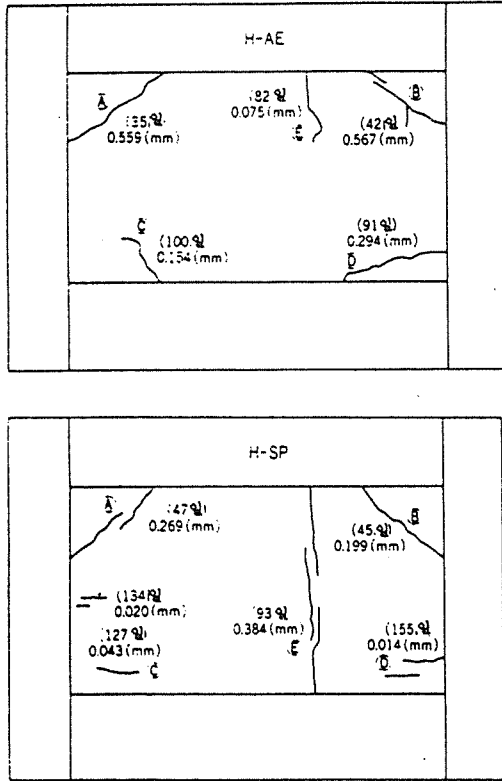 H-AE
A
(35일)
0.559(mm)
(82일)
0.075(mm)
E
B
(42일)
0.567(mm)
C
(100일)
0.154(mm)
(91일)
0.294(mm)
D
H-SP
A
(47일)
0.269(mm)
B
(45일)
0.199(mm)
(134일)
0.020(mm)
(127일)
0.043(mm)
C
(93일)
0.384(mm)
E
(155일)
0.014(mm)
D